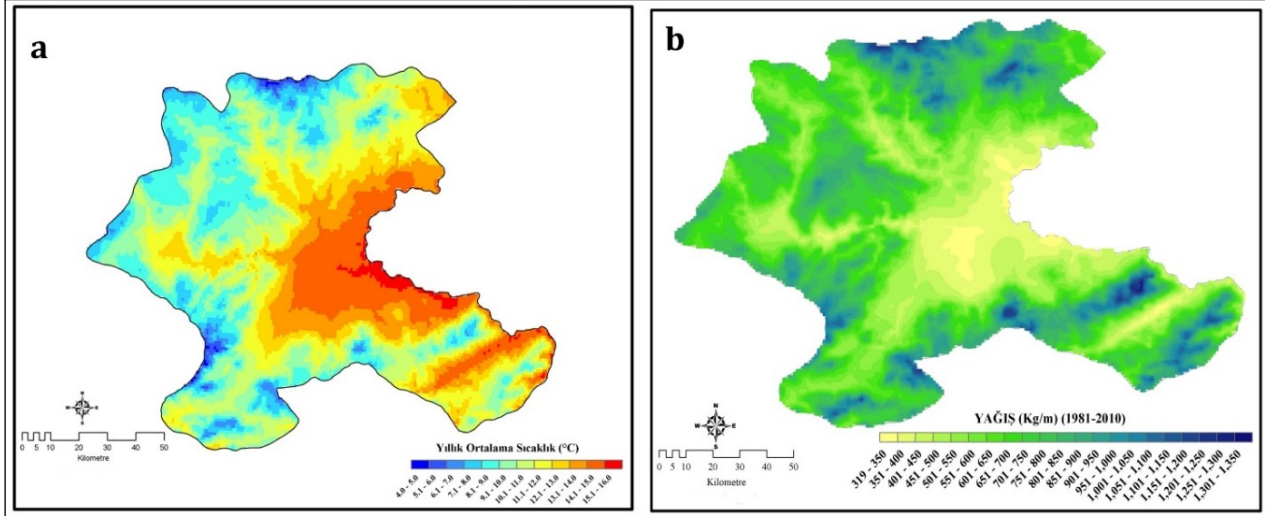 a
N
W E
S
0 5 10 20 30 40 50
Kilometre
Yıllık Ortalama Sıcaklık (°C)
4.0 - 5.0
5.1 - 6.0
6.1 - 7.0
7.1 - 8.0
8.1 - 9.0
9.1 - 10.0
10.1 - 11.0
11.1 - 12.0
12.1 - 13.0
13.1 - 14.0
14.1 - 15.0
15.1 - 16.0
b
N
W E
S
0 5 10 20 30 40 50
Kilometre
YAĞIŞ (Kg/m) (1981-2010)
319 - 350
351 - 400
401 - 450
451 - 500
501 - 550
551 - 600
601 - 650
651 - 700
701 - 750
751 - 800
801 - 850
851 - 900
901 - 950
951 - 1.000
1.001 - 1.050
1.051 - 1.100
1.101 - 1.150
1.151 - 1.200
1.201 - 1.250
1.251 - 1.300
1.301 - 1.350